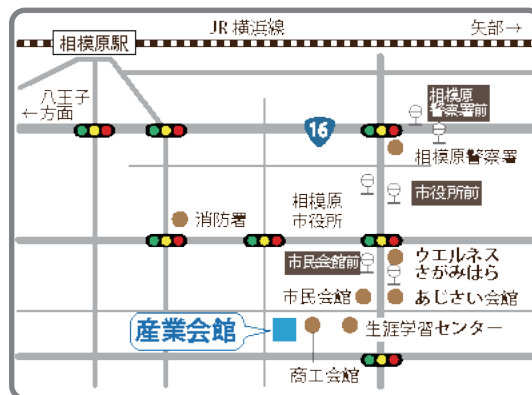 JR 横浜線
矢部→
相模原駅
八王子
←方面
16
相模原
警察署前
相模原警察署
市役所前
相模原
市役所
消防署
市民会館前
ウエルネス
さがみはら
市民会館
あじさい会館
産業会館
生涯学習センター
商工会館